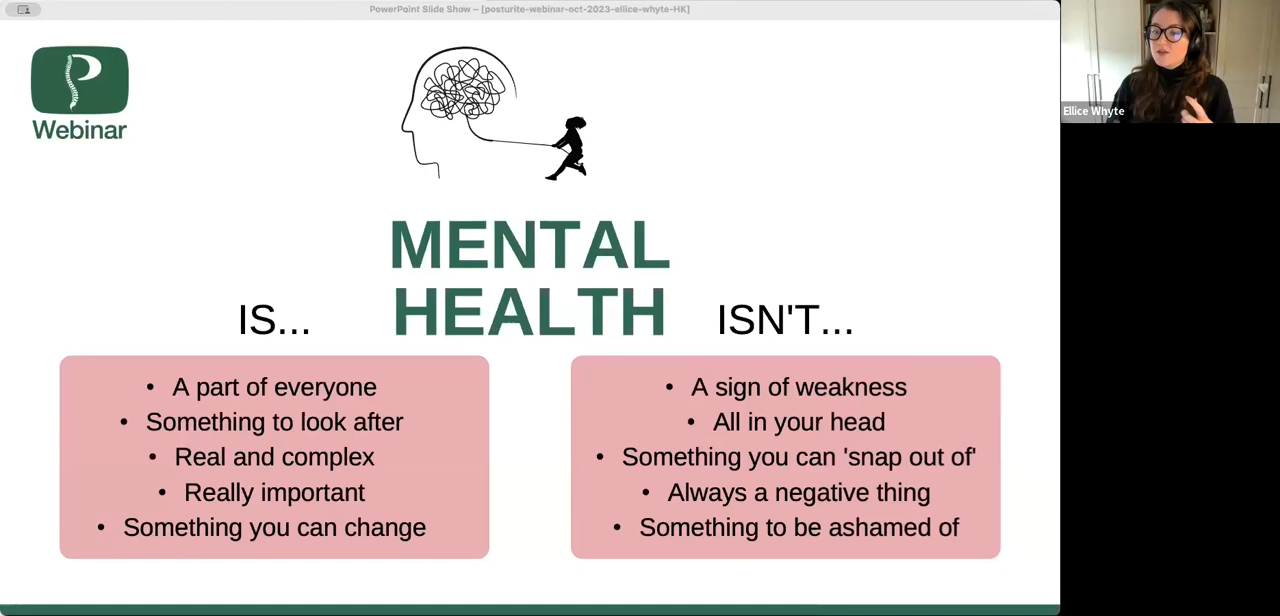 PowerPoint Slide Show – [posturite-webinar-oct-2023-ellice-whyte-HK]
Webinar
Ellice Whyte
MENTAL
HEALTH
IS...
ISN'T...
• A part of everyone
• Something to look after
• Real and complex
• Really important
• Something you can change
• A sign of weakness
• All in your head
• Something you can 'snap out of'
• Always a negative thing
• Something to be ashamed of